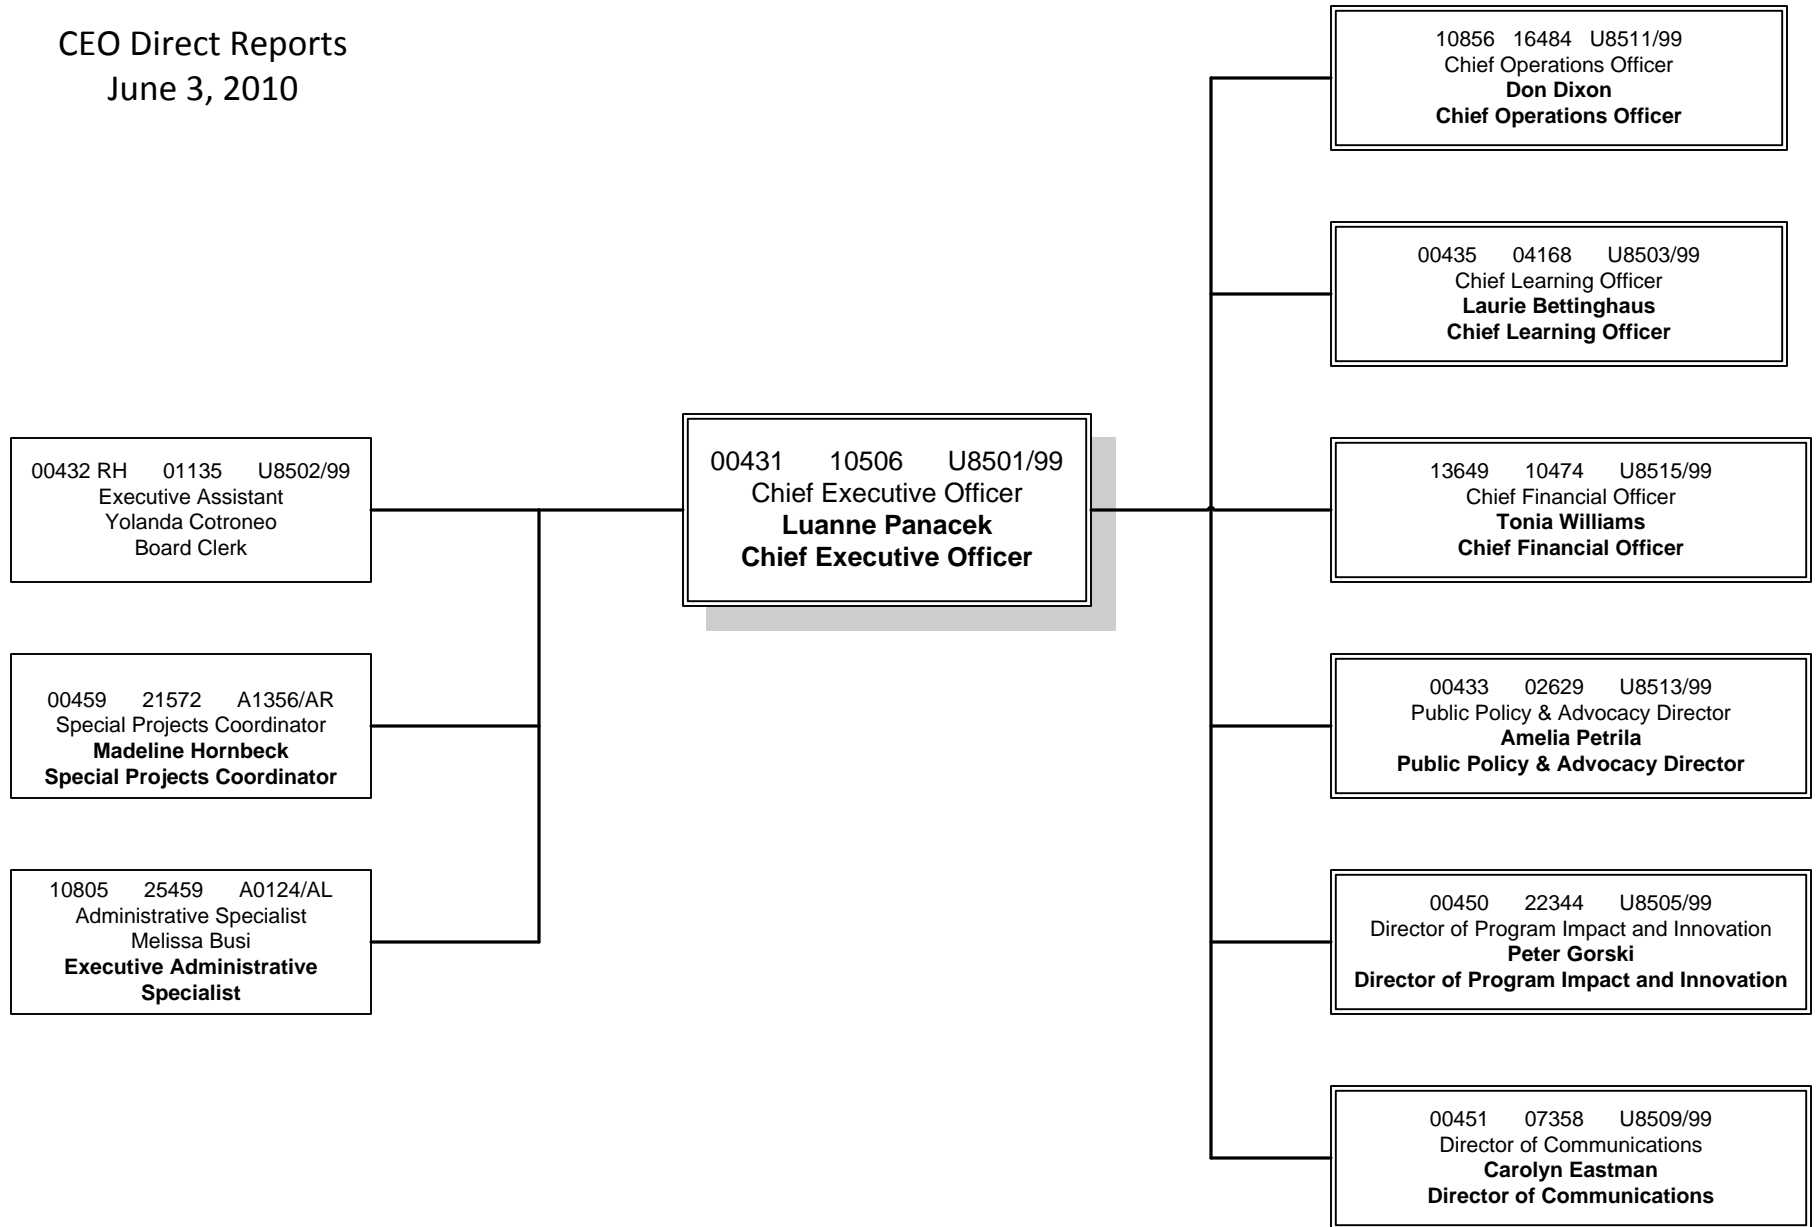 CEO Direct Reports
June 3, 2010
10856 16484 U8511/99
Chief Operations Officer
Don Dixon
Chief Operations Officer
00435 04168 U8503/99
Chief Learning Officer
Laurie Bettinghaus
Chief Learning Officer
00432 RH 01135 U8502/99
Executive Assistant
Yolanda Cotroneo
Board Clerk
00431 10506 U8501/99
Chief Executive Officer
Luanne Panacek
Chief Executive Officer
13649 10474 U8515/99
Chief Financial Officer
Tonia Williams
Chief Financial Officer
00459 21572 A1356/AR
Special Projects Coordinator
Madeline Hornbeck
Special Projects Coordinator
00433 02629 U8513/99
Public Policy & Advocacy Director
Amelia Petrila
Public Policy & Advocacy Director
10805 25459 A0124/AL
Administrative Specialist
Melissa Busi
Executive Administrative
Specialist
00450 22344 U8505/99
Director of Program Impact and Innovation
Peter Gorski
Director of Program Impact and Innovation
00451 07358 U8509/99
Director of Communications
Carolyn Eastman
Director of Communications